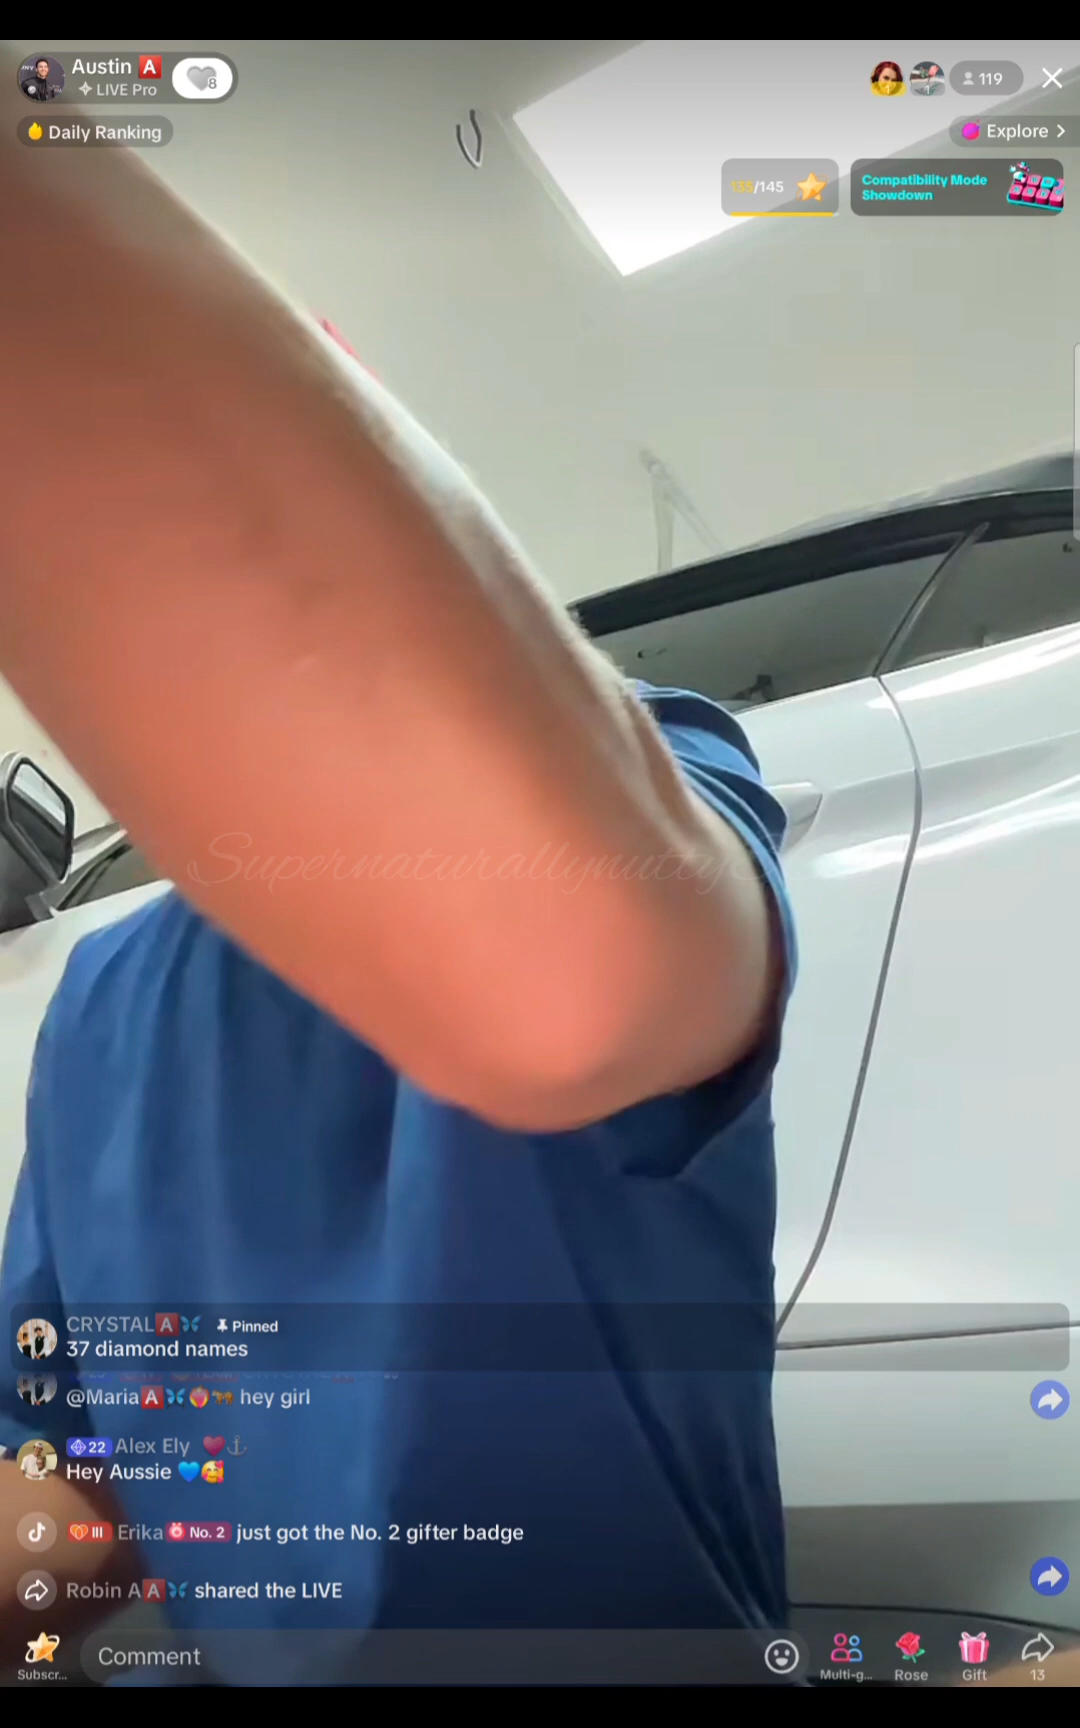 Austin 🅰
LIVE Pro
8
119
Daily Ranking
Explore >
135/145
Compatibility Mode
Showdown
Supernaturallynutty
CRYSTAL🅰🦋 Pinned
37 diamond names
@Maria🅰🦋❤️‍🔥🐆 hey girl
22 Alex Ely ❤️⚓
Hey Aussie 💙🥰
III Erika No. 2 just got the No. 2 gifter badge
Robin A🅰🦋 shared the LIVE
Comment
Subscr...
Multi-g...
Rose
Gift
13